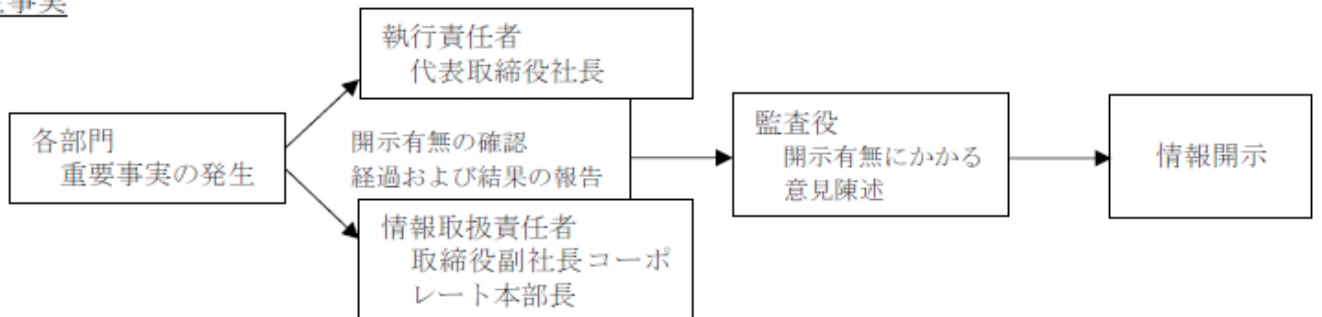 事実
各部門
重要事実の発生
執行責任者
代表取締役社長
開示有無の確認
経過および結果の報告
情報取扱責任者
取締役副社長コーポ
レート本部長
監査役
開示有無にかかる
意見陳述
情報開示